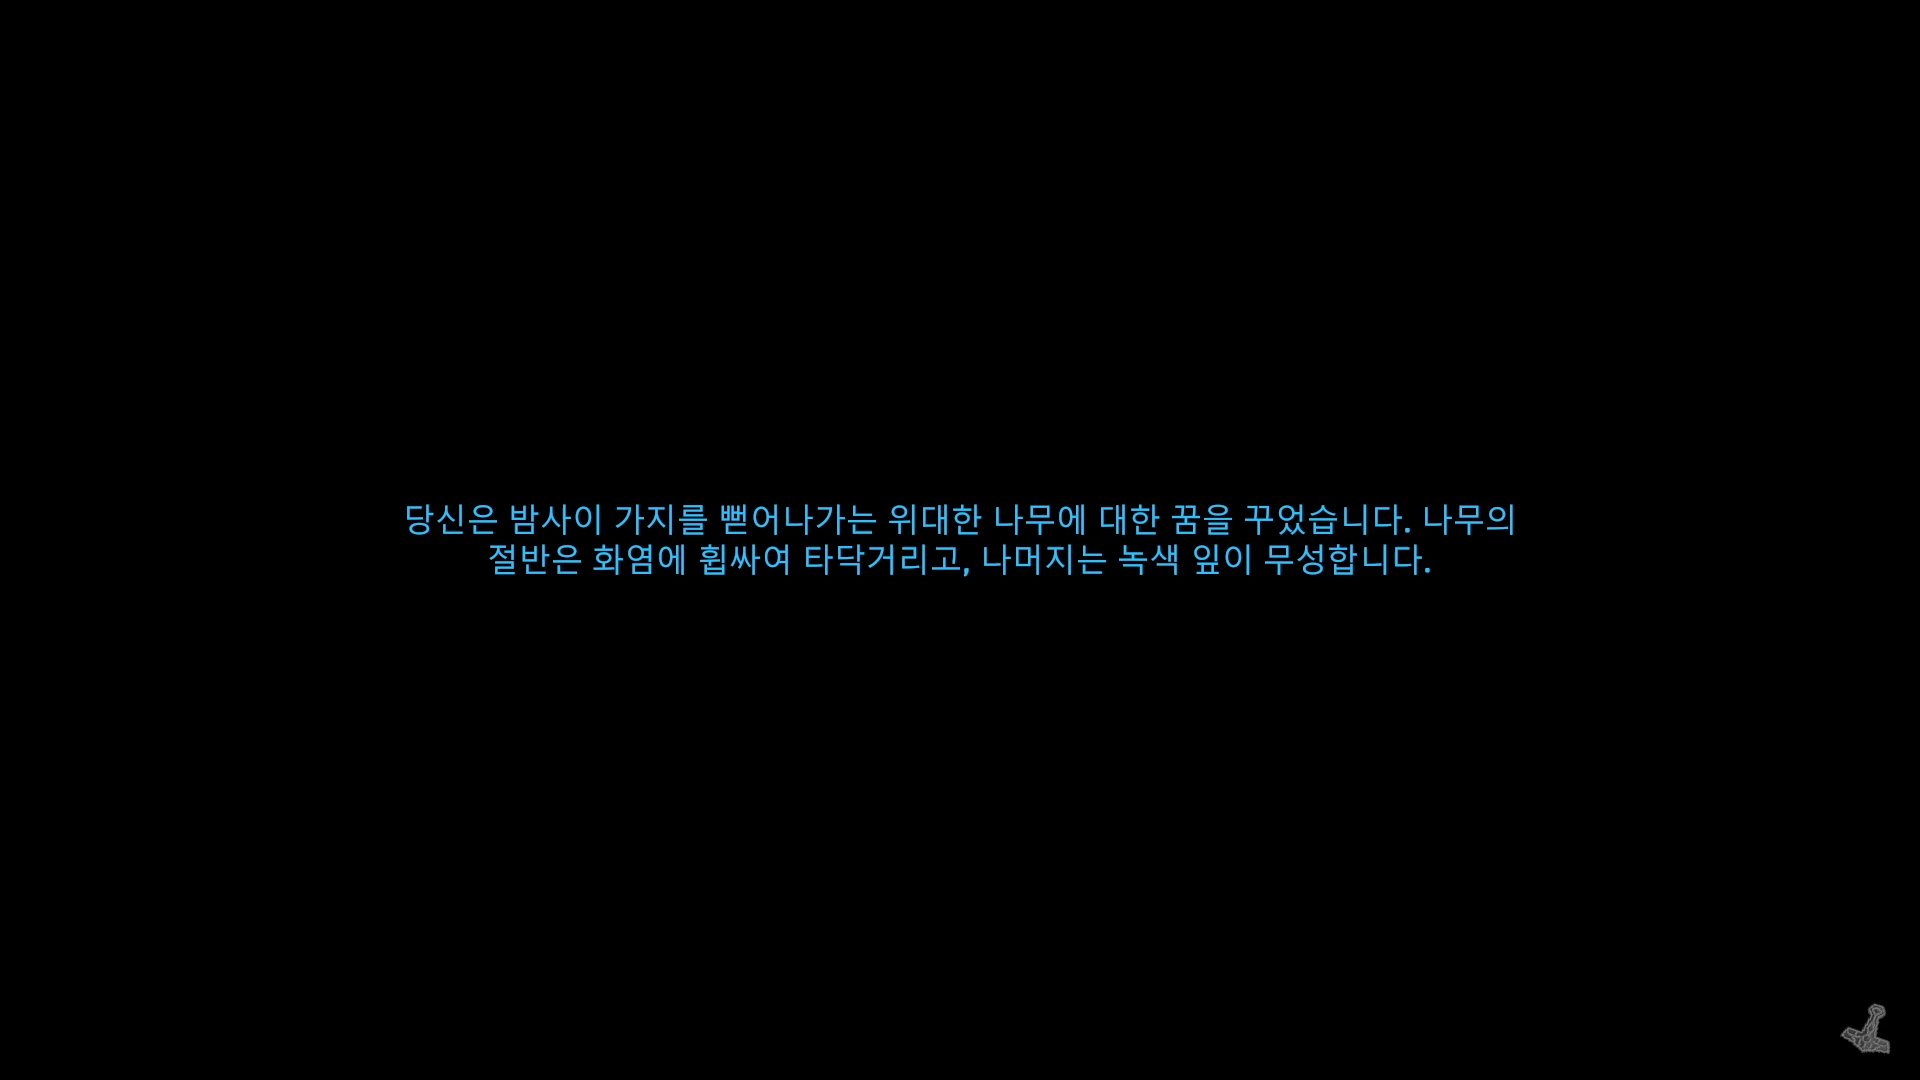 당신은 밤사이 가지를 뻗어나가는 위대한 나무에 대한 꿈을 꾸었습니다. 나무의
절반은 화염에 휩싸여 타닥거리고, 나머지는 녹색 잎이 무성합니다.